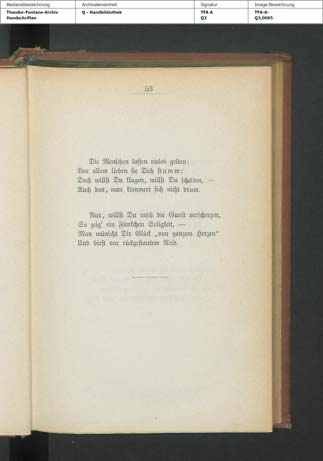 Bestandsbezeichnung Archivalieneinheit Signatur Image Bezeichnung
Theodor-Fontane-Archiv Q - Handbibliothek TFA A TFA-A-
Handschriften Q3 Q3,0065
53
Die Menschen lassen vieles gelten:
Vor allem lieben sie Dich stumm:
Doch willst Du klagen, willst Du schelten, —
Auch das, man kümmert sich nicht drum.
Nur, willst Du rasch die Gunst verscherzen,
So zeig' ein Fünkchen Seligkeit, —
Man wünscht Dir Glück „von ganzem Herzen"
Und birst vor rückgestautem Neid.